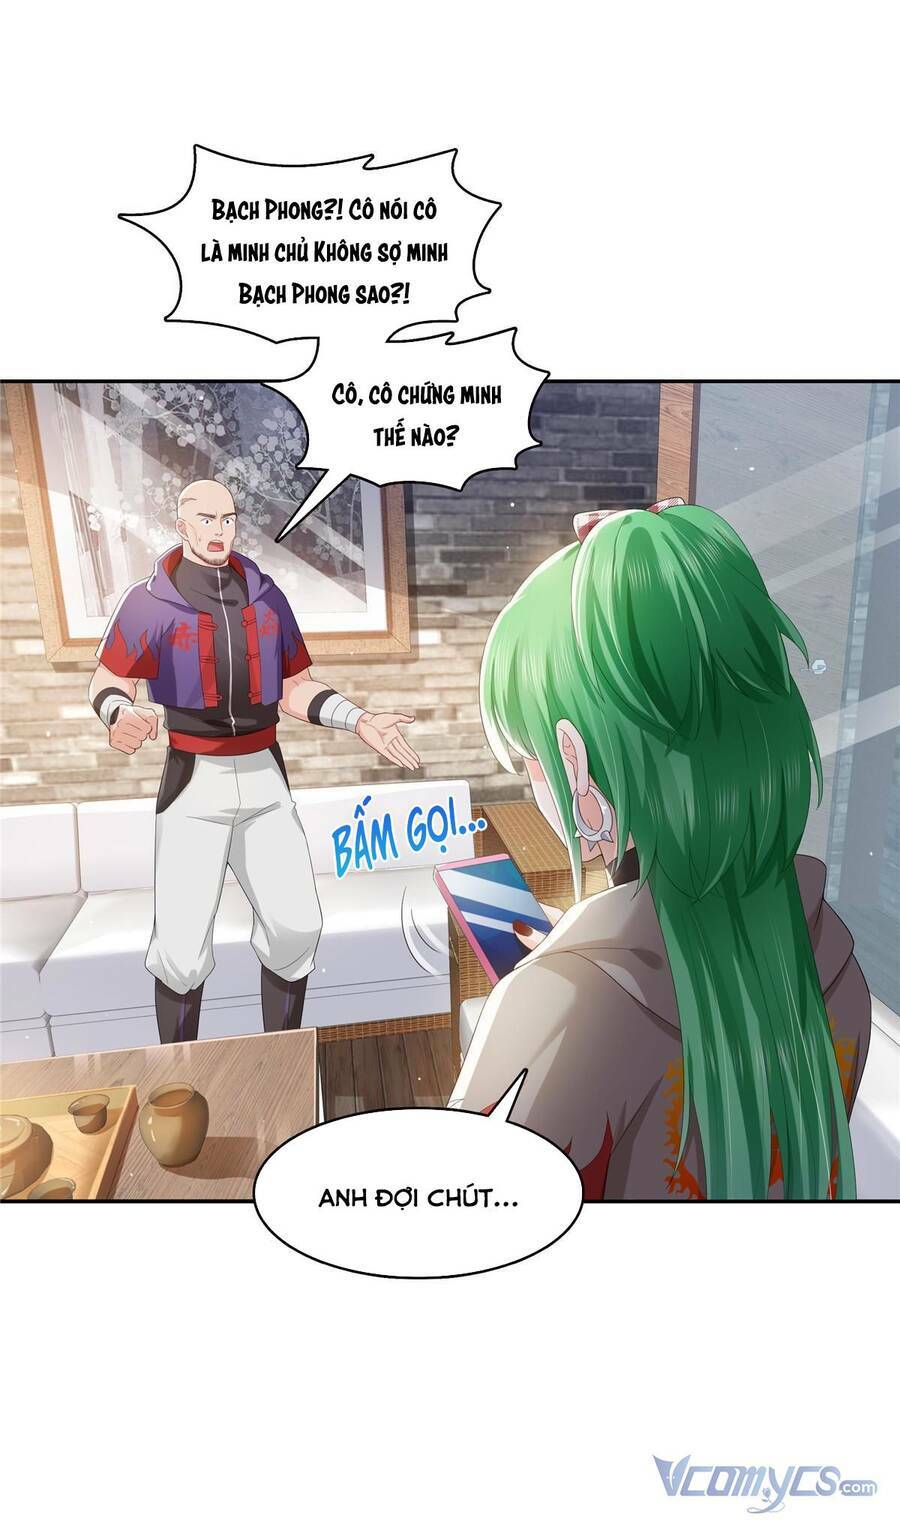 BẠCH PHONG?! CÔ NÓI CÔ
LÀ MINH CHỦ KHÔNG SỢ MINH
BẠCH PHONG SAO?!
CÔ, CÔ CHỨNG MINH
THẾ NÀO?
BẤM GỌI...
ANH ĐỢI CHÚT...
VCOMYCS.com